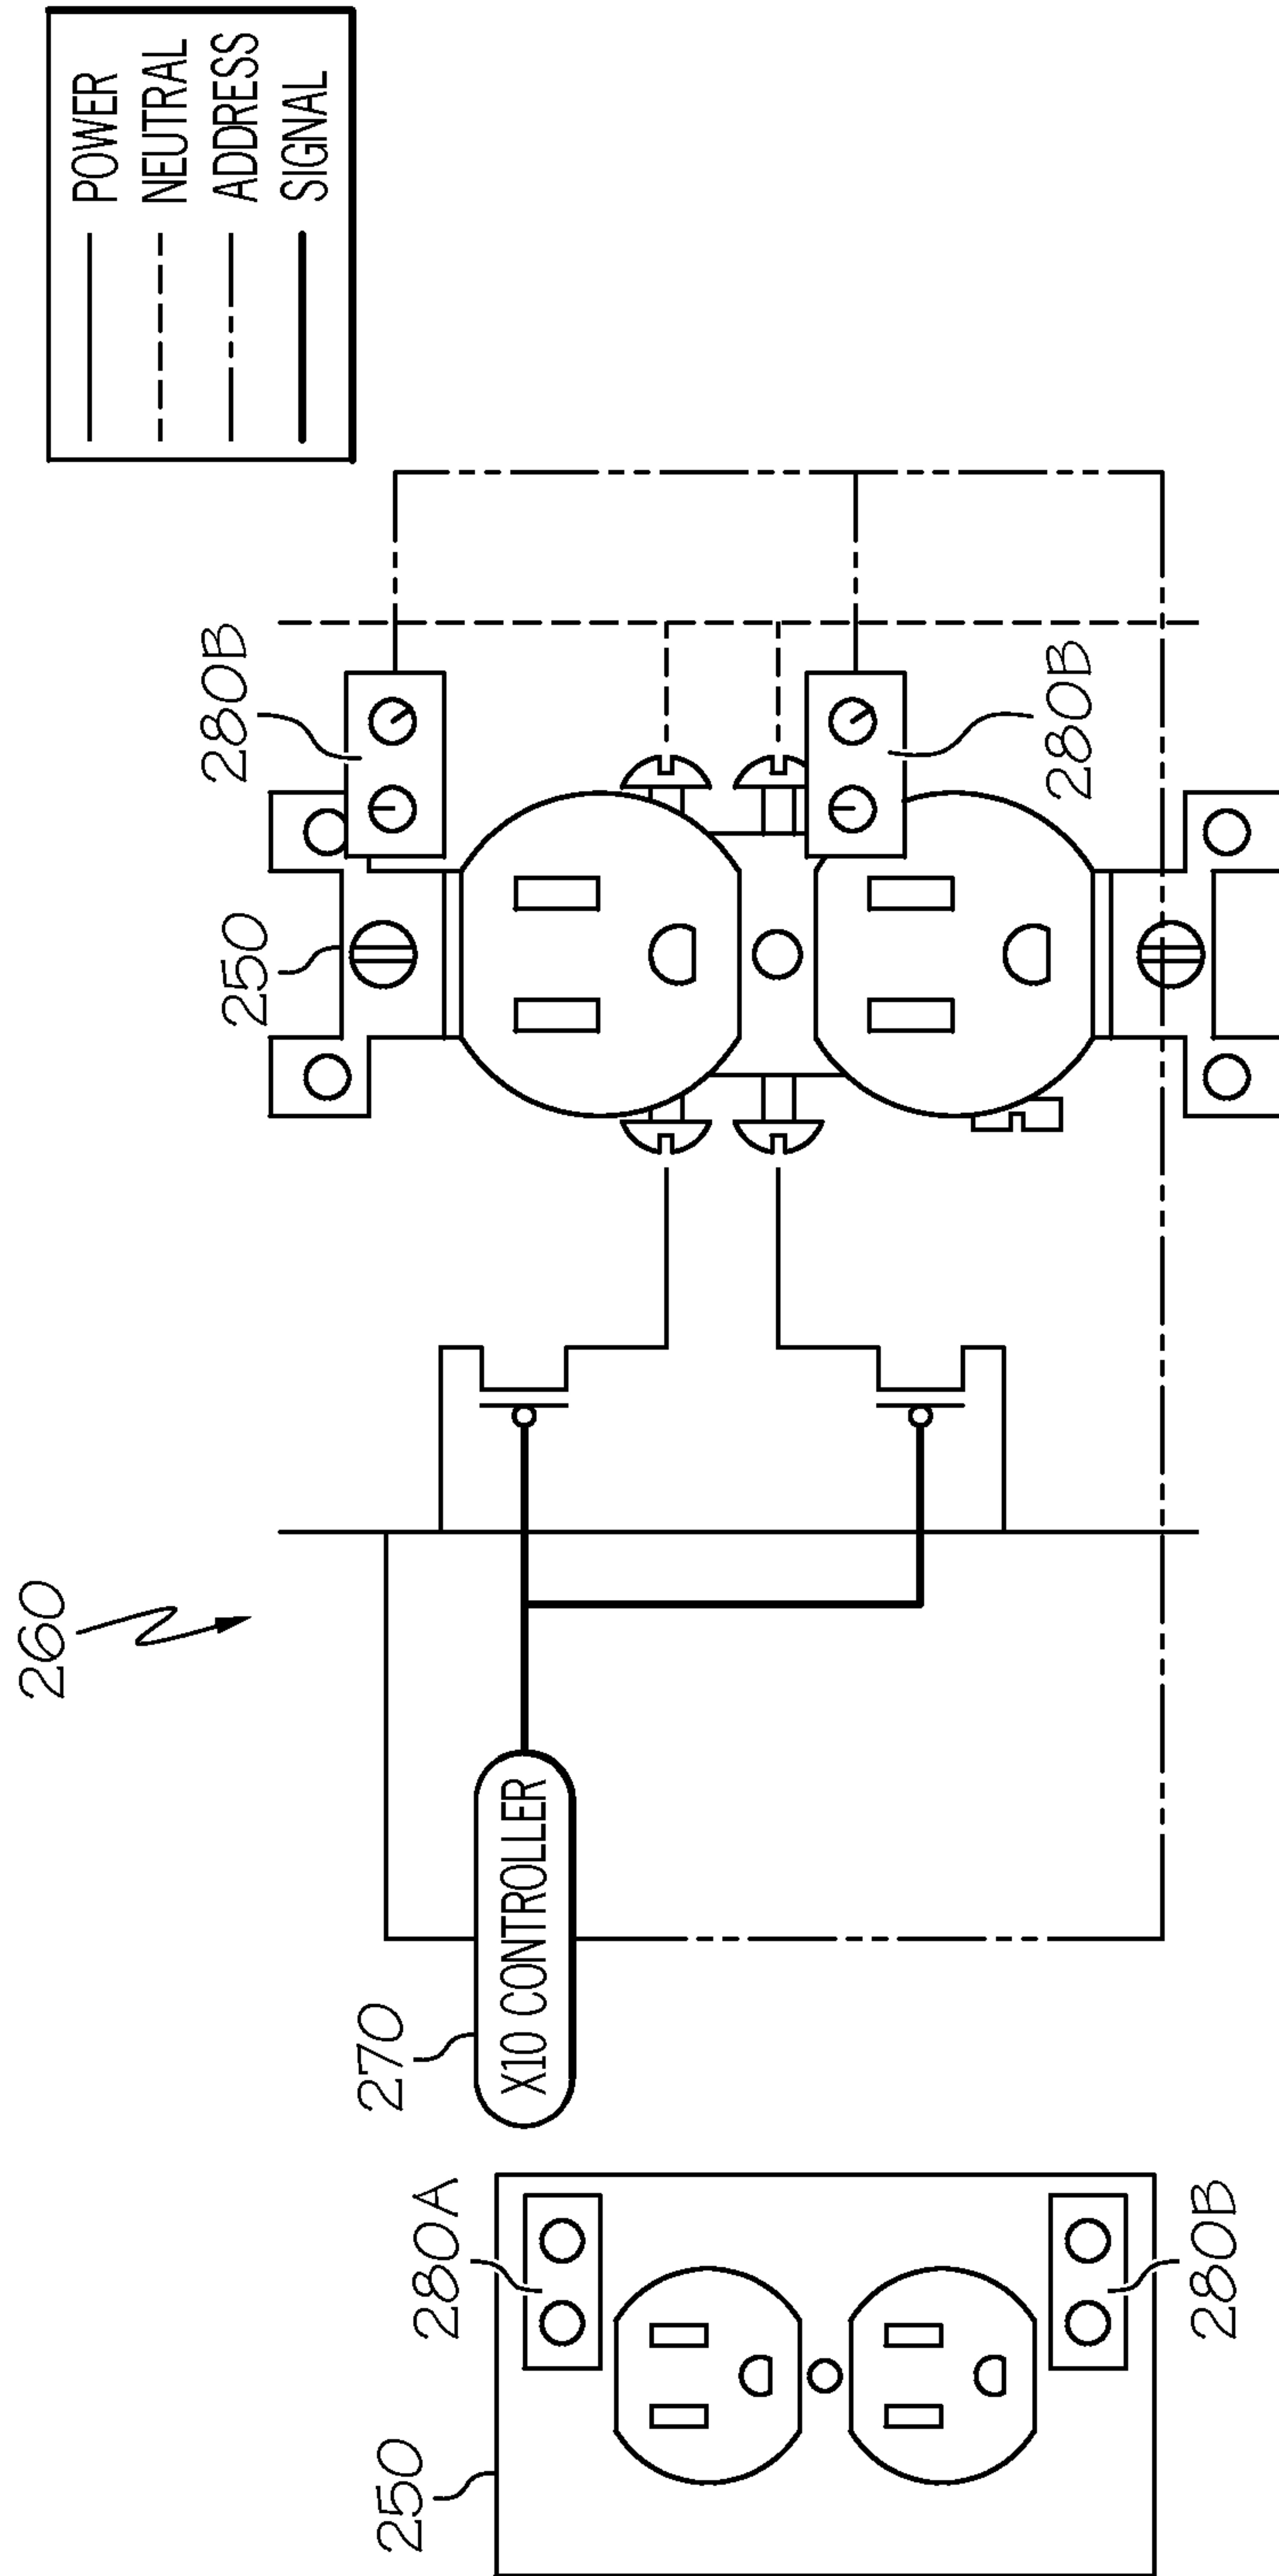 260
POWER
NEUTRAL
ADDRESS
SIGNAL
250
280B
270
280A
250
X10 CONTROLLER
280B
280B